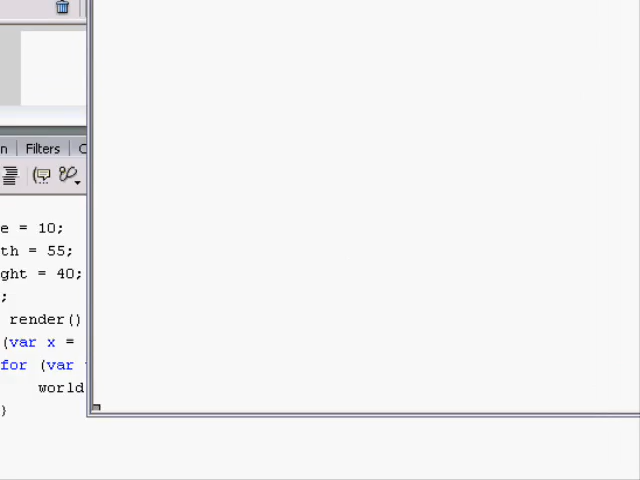 n Filters C
e = 10;
th = 55;
ght = 40;
;
render()
(var x =
for (var
world
}